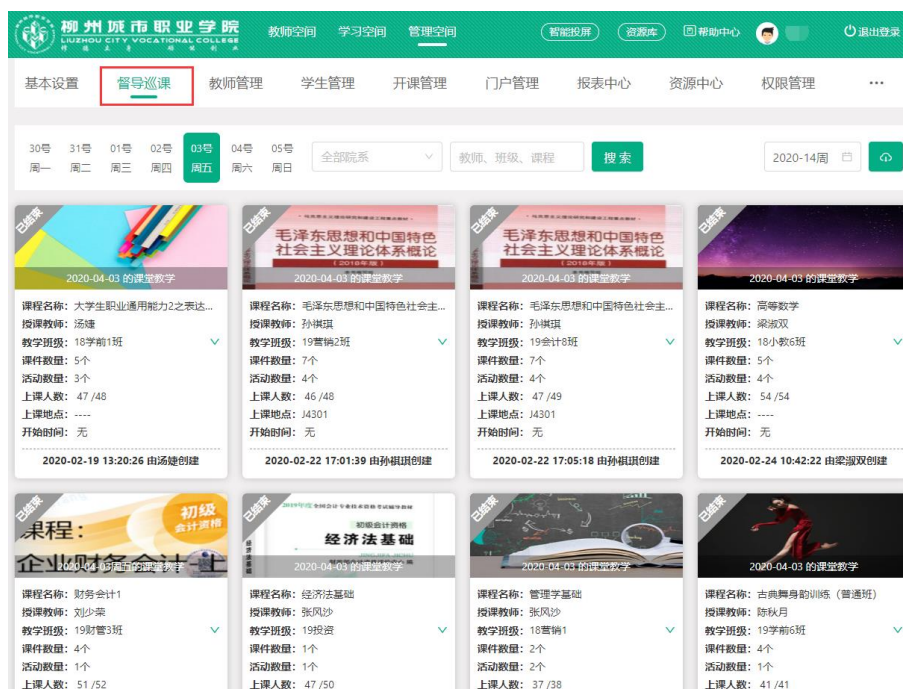 柳州城市职业学院
LIUZHOU CITY VOCATIONAL COLLEGE
教师空间 学习空间 管理空间 智能投屏 资源库 帮助中心 退出登录
基本设置 督导巡课 教师管理 学生管理 开课管理 门户管理 报表中心 资源中心 权限管理 ...
30号 31号 01号 02号 03号 04号 05号
周一 周二 周三 周四 周五 周六 周日
全部院系 教师、班级、课程 搜索 2020-14周
已结束
2020-04-03 的课堂教学
课程名称：大学生职业通用能力2之表达...
授课教师：汤婕
教学班级：18学前1班
课件数量：5个
活动数量：3个
上课人数：47 /48
上课地点：----
开始时间：无
2020-02-19 13:20:26 由汤婕创建
已结束
毛泽东思想和中国特色
社会主义理论体系概论
（2018年版）
2020-04-03 的课堂教学
课程名称：毛泽东思想和中国特色社会主...
授课教师：孙祺琪
教学班级：19营销2班
课件数量：7个
活动数量：4个
上课人数：46 /48
上课地点：J4301
开始时间：无
2020-02-22 17:01:39 由孙祺琪创建
已结束
毛泽东思想和中国特色
社会主义理论体系概论
（2018年版）
2020-04-03 的课堂教学
课程名称：毛泽东思想和中国特色社会主...
授课教师：孙祺琪
教学班级：19会计8班
课件数量：7个
活动数量：4个
上课人数：47 /49
上课地点：J4301
开始时间：无
2020-02-22 17:05:18 由孙祺琪创建
已结束
2020-04-03 的课堂教学
课程名称：高等数学
授课教师：梁淑双
教学班级：18小教6班
课件数量：5个
活动数量：4个
上课人数：54 /54
上课地点：----
开始时间：无
2020-02-24 10:42:22 由梁淑双创建
已结束
初级
会计资格
课程：
企业财务会计上
2020-04-03周五的课堂教学
课程名称：财务会计1
授课教师：刘少荣
教学班级：19财管3班
课件数量：4个
活动数量：1个
上课人数：51 /52
已结束
2019年度全国会计专业技术资格考试辅导教材
初级会计资格
经济法基础
2020-04-03 的课堂教学
课程名称：经济法基础
授课教师：张风沙
教学班级：19投资
课件数量：1个
活动数量：1个
上课人数：47 /50
已结束
2020-04-03 的课堂教学
课程名称：管理学基础
授课教师：张风沙
教学班级：18营销1
课件数量：2个
活动数量：2个
上课人数：37 /38
已结束
2020-04-03 的课堂教学
课程名称：古典舞身韵训练（普通班）
授课教师：陈秋月
教学班级：19学前6班
课件数量：4个
活动数量：1个
上课人数：41 /41